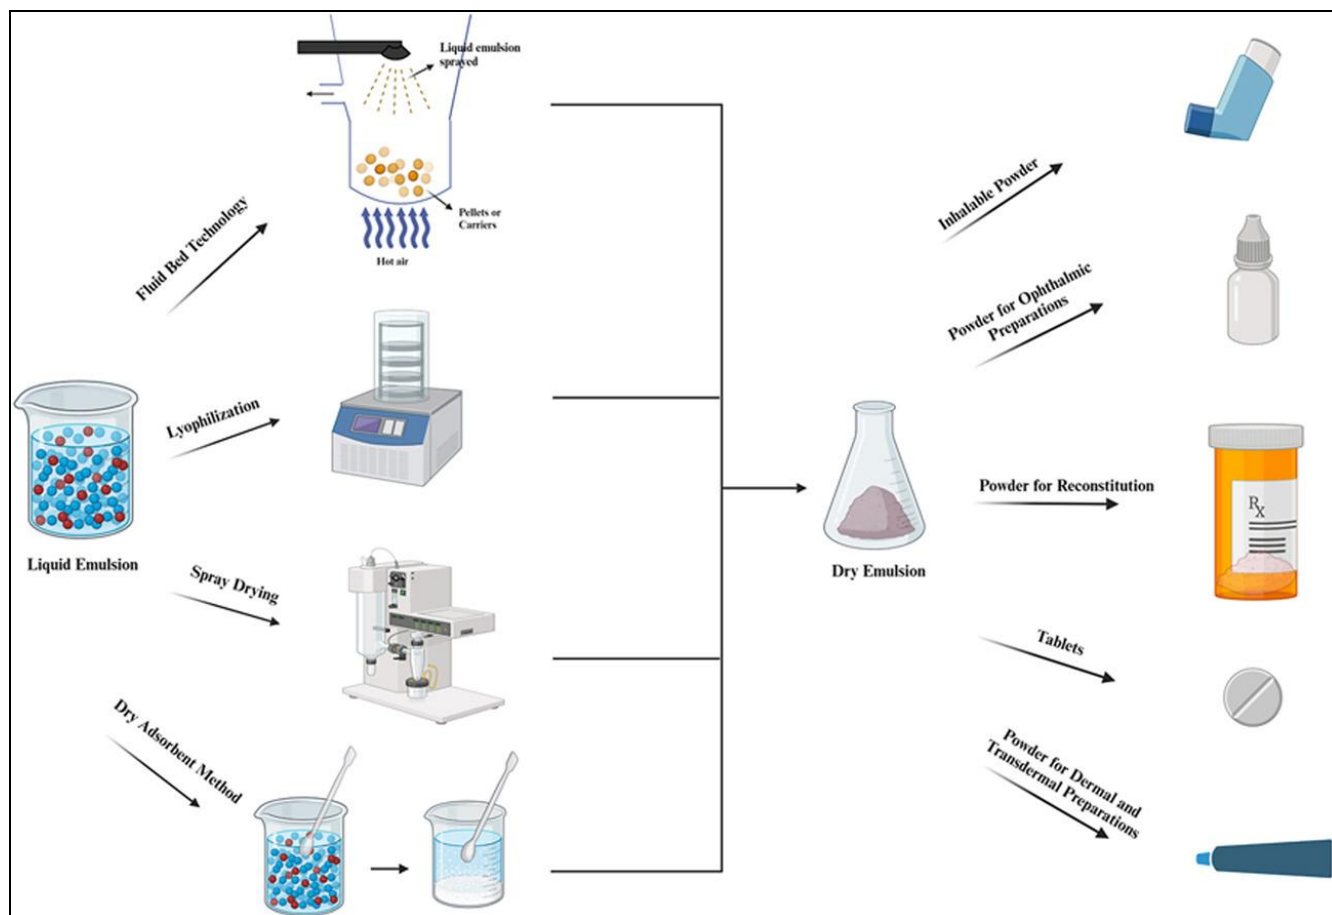 Liquid emulsion
sprayed
Pellets or
Carriers
Hot air
Fluid Bed Technology
Lyophilization
Liquid Emulsion
Spray Drying
Dry Adsorbent Method
Dry Emulsion
Inhalable Powder
Powder for Ophthalmic
Preparations
Powder for Reconstitution
Rx
Tablets
Powder for Dermal and
Transdermal Preparations